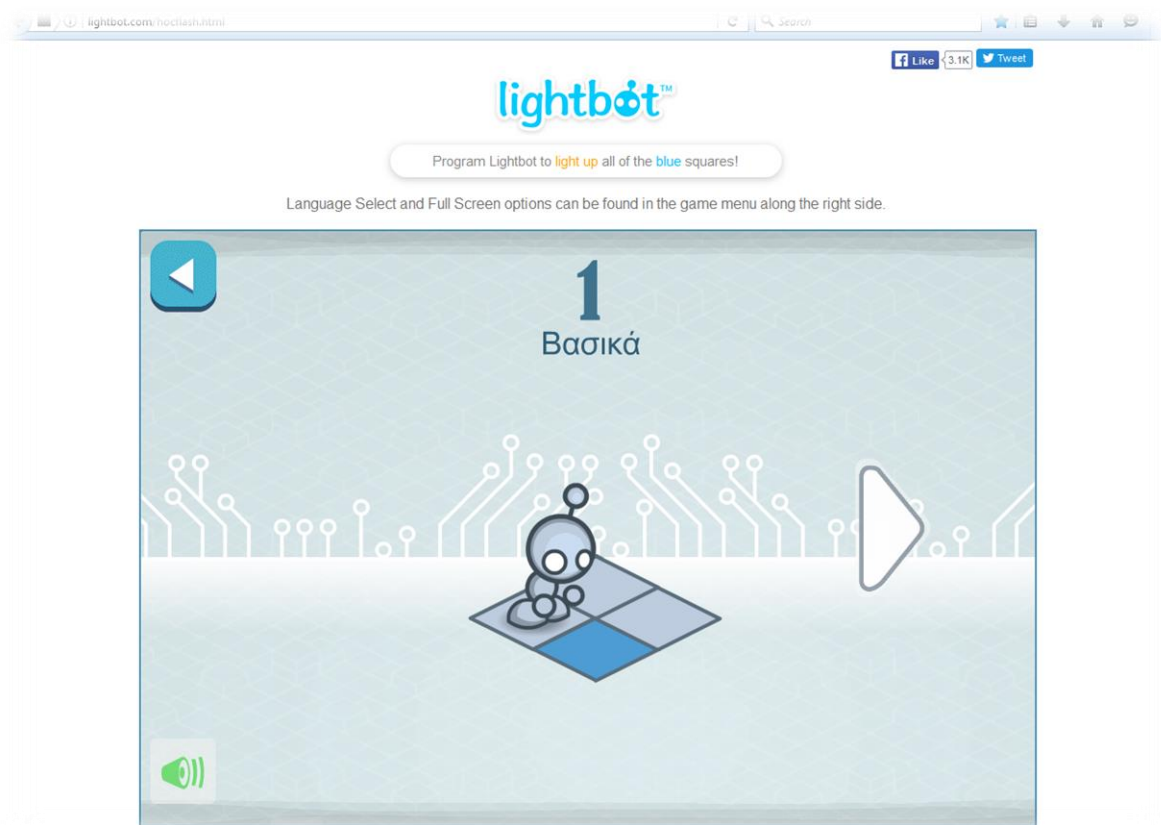 lightbot.com/hocflash.html
Search
Like 3.1K Tweet
lightbot™
Program Lightbot to light up all of the blue squares!
Language Select and Full Screen options can be found in the game menu along the right side.
1
Βασικά